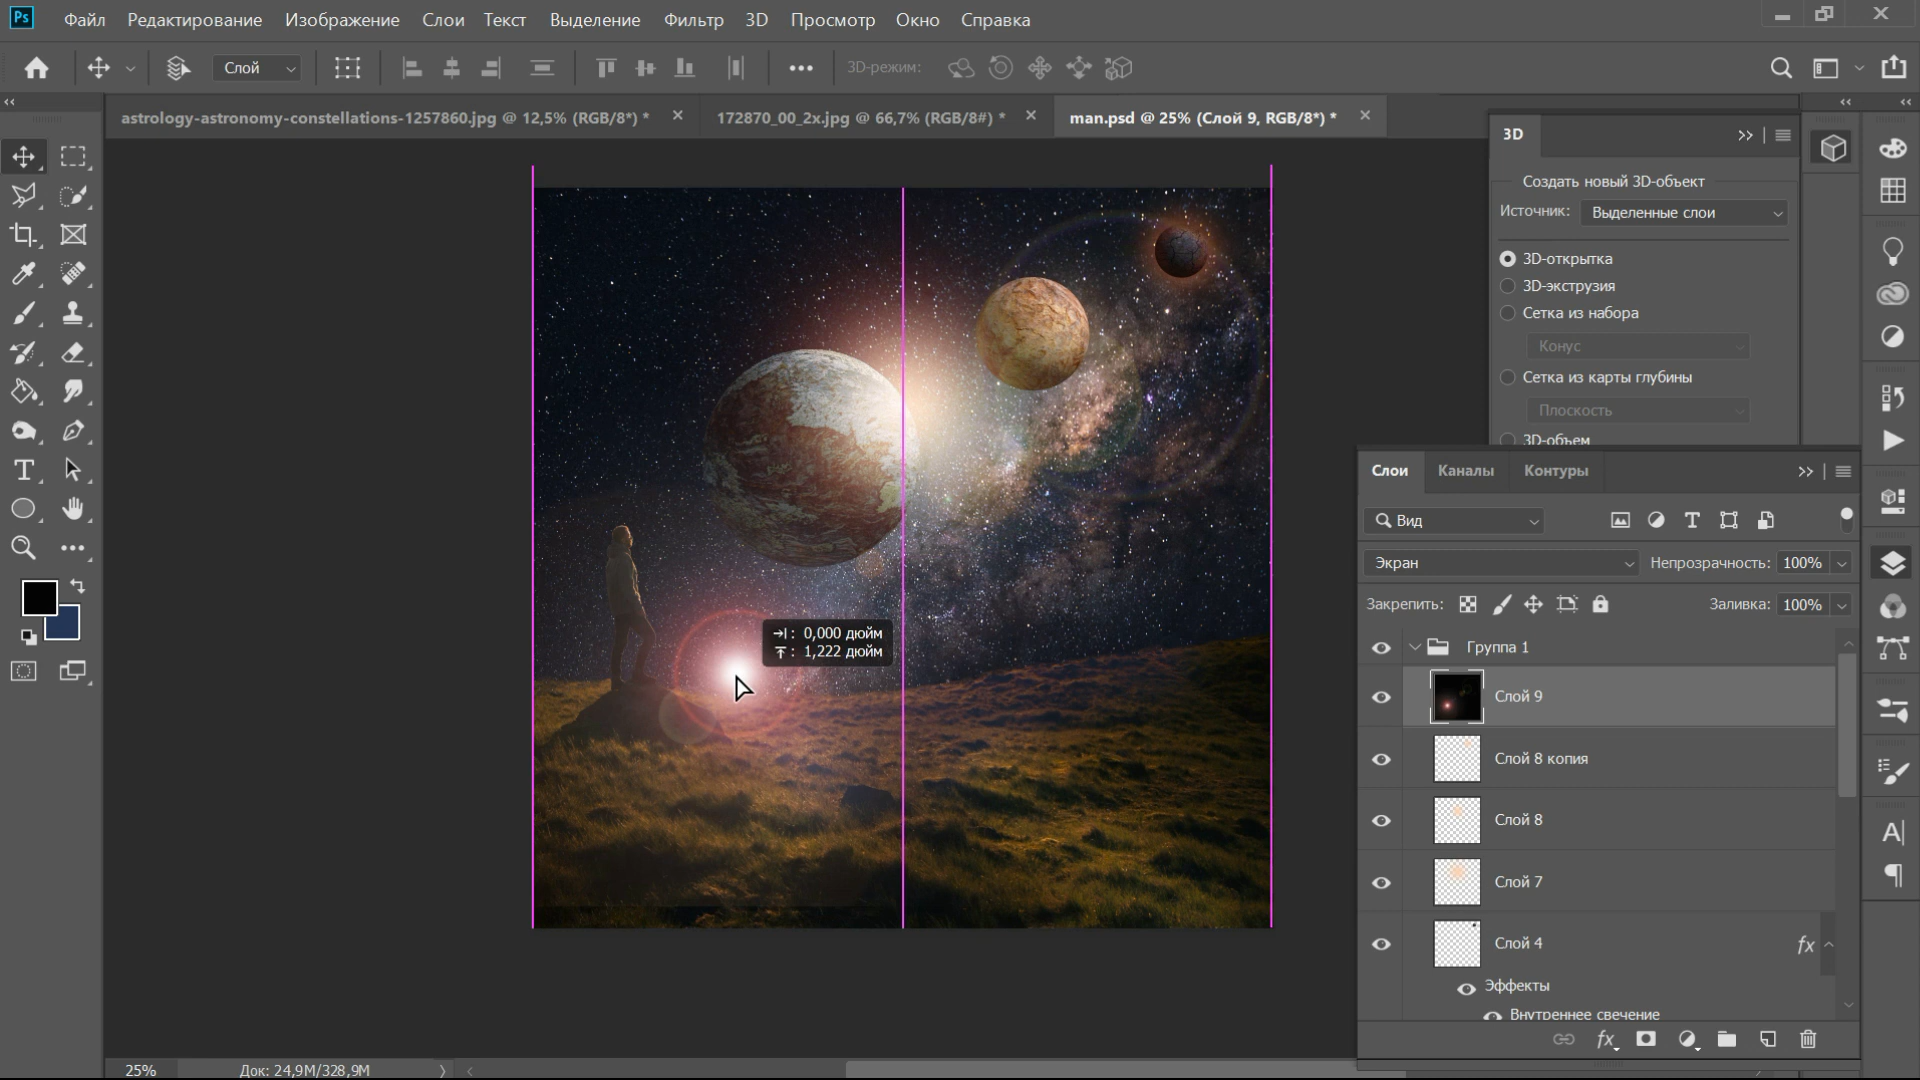 Ps
Файл Редактирование Изображение Слои Текст Выделение Фильтр 3D Просмотр Окно Справка
Слой
3D-режим:
astrology-astronomy-constellations-1257860.jpg @ 12,5% (RGB/8*) *
172870_00_2x.jpg @ 66,7% (RGB/8#) *
man.psd @ 25% (Слой 9, RGB/8*) *
3D
Создать новый 3D-объект
Источник: Выделенные слои
3D-открытка
3D-экструзия
Сетка из набора
Конус
Сетка из карты глубины
Плоскость
3D-объем
Слои Каналы Контуры
Вид
Экран Непрозрачность: 100%
Закрепить: Заливка: 100%
Группа 1
Слой 9
Слой 8 копия
Слой 8
Слой 7
Слой 4 fx
Эффекты
Внутреннее свечение
fx
: 0,000 дюйм
: 1,222 дюйм
25% Док: 24,9M/328,9M